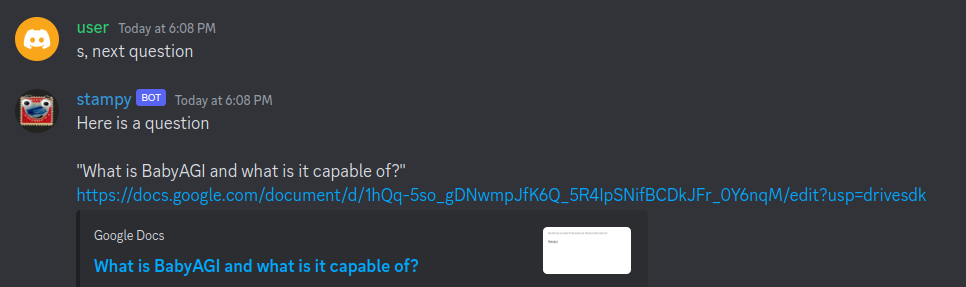 user Today at 6:08 PM
s, next question
stampy BOT Today at 6:08 PM
Here is a question
"What is BabyAGI and what is it capable of?"
https://docs.google.com/document/d/1hQq-5so_gDNwmpJfK6Q_5R4IpSNifBCDkJFr_0Y6nqM/edit?usp=drivesdk
Google Docs
What is BabyAGI and what is it capable of?